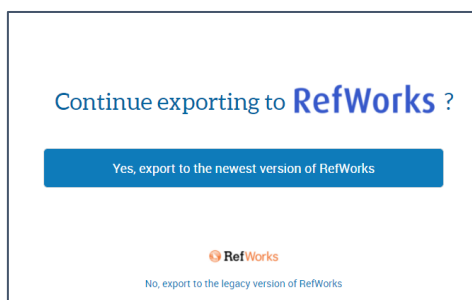 Continue exporting to RefWorks ?
Yes, export to the newest version of RefWorks
RefWorks
No, export to the legacy version of RefWorks